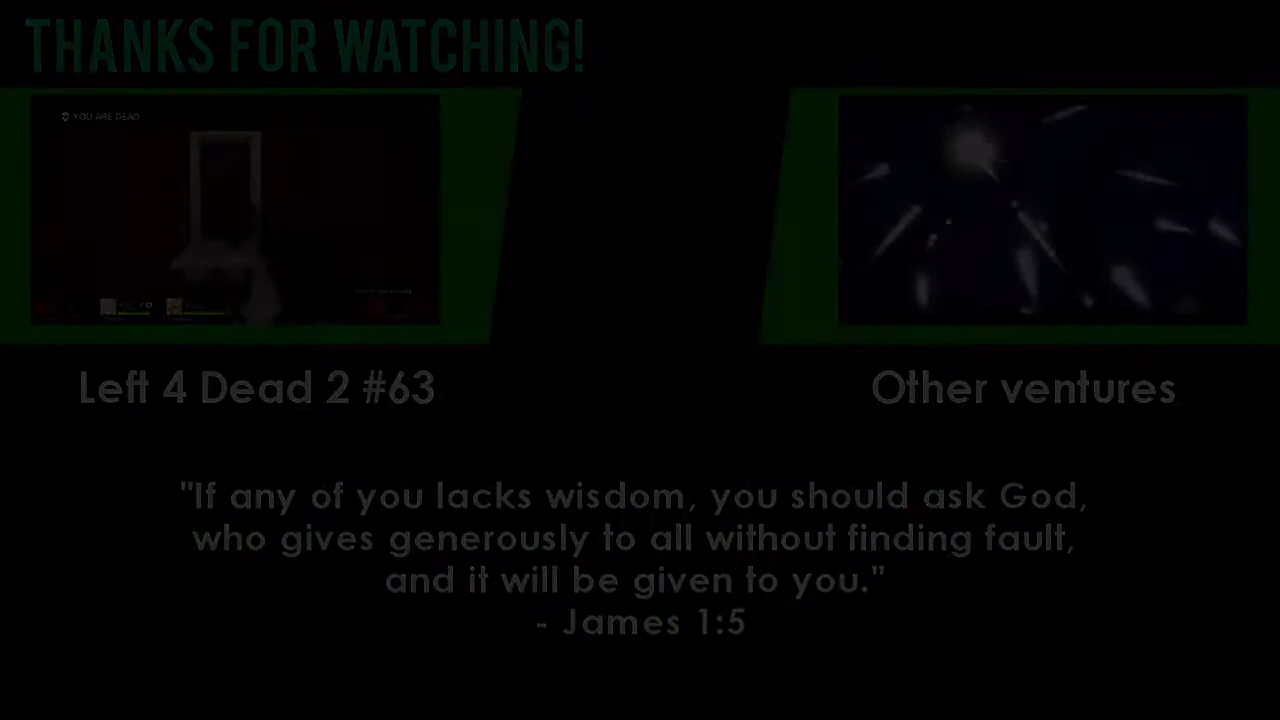 THANKS FOR WATCHING!
YOU ARE DEAD
Left 4 Dead 2 #63
Other ventures
"If any of you lacks wisdom, you should ask God,
who gives generously to all without finding fault,
and it will be given to you."
- James 1:5